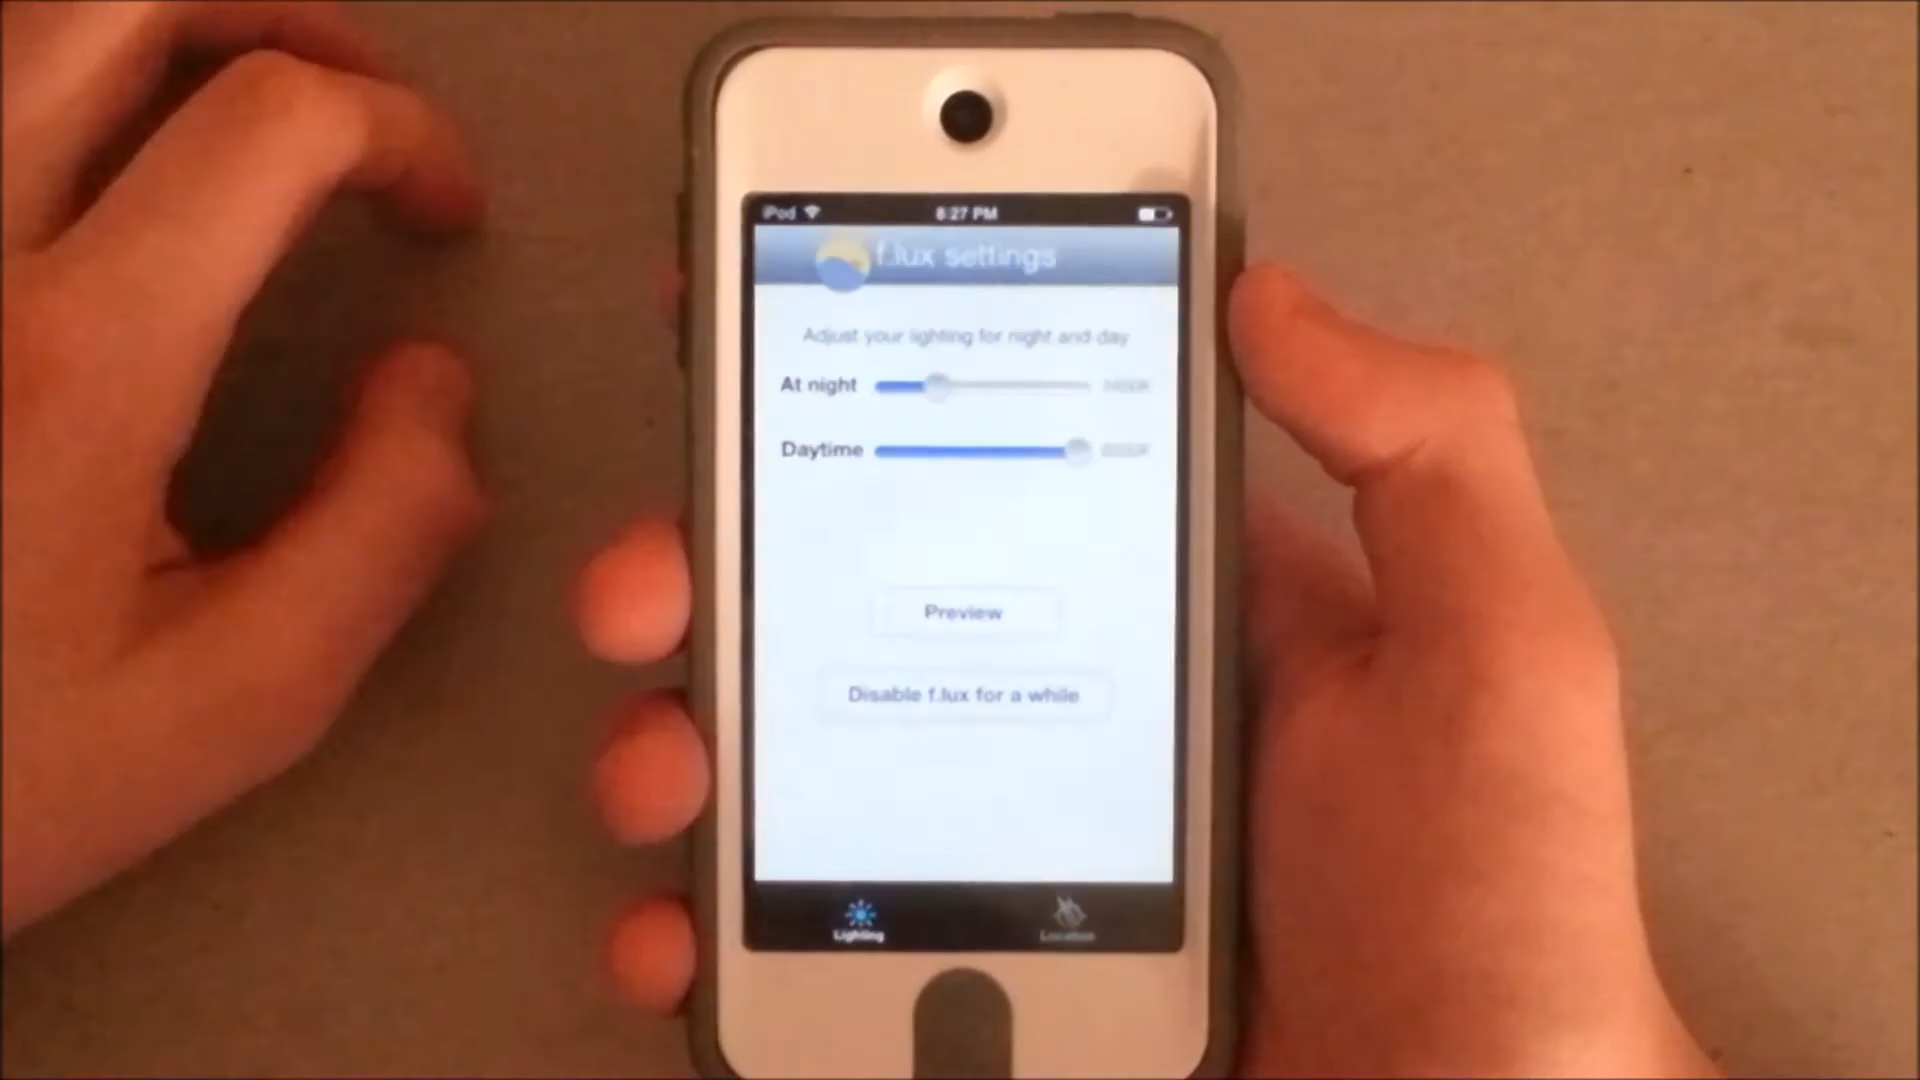 iPod 8:27 PM
f.lux settings
Adjust your lighting for night and day
At night
Daytime
Preview
Disable f.lux for a while
Lighting Location